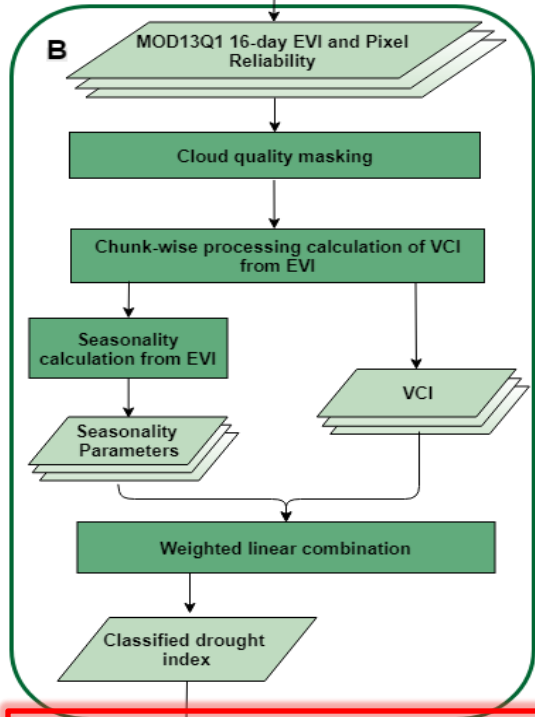 B
MOD13Q1 16-day EVI and Pixel
Reliability
Cloud quality masking
Chunk-wise processing calculation of VCI
from EVI
Seasonality
calculation from EVI
VCI
Seasonality
Parameters
Weighted linear combination
Classified drought
index